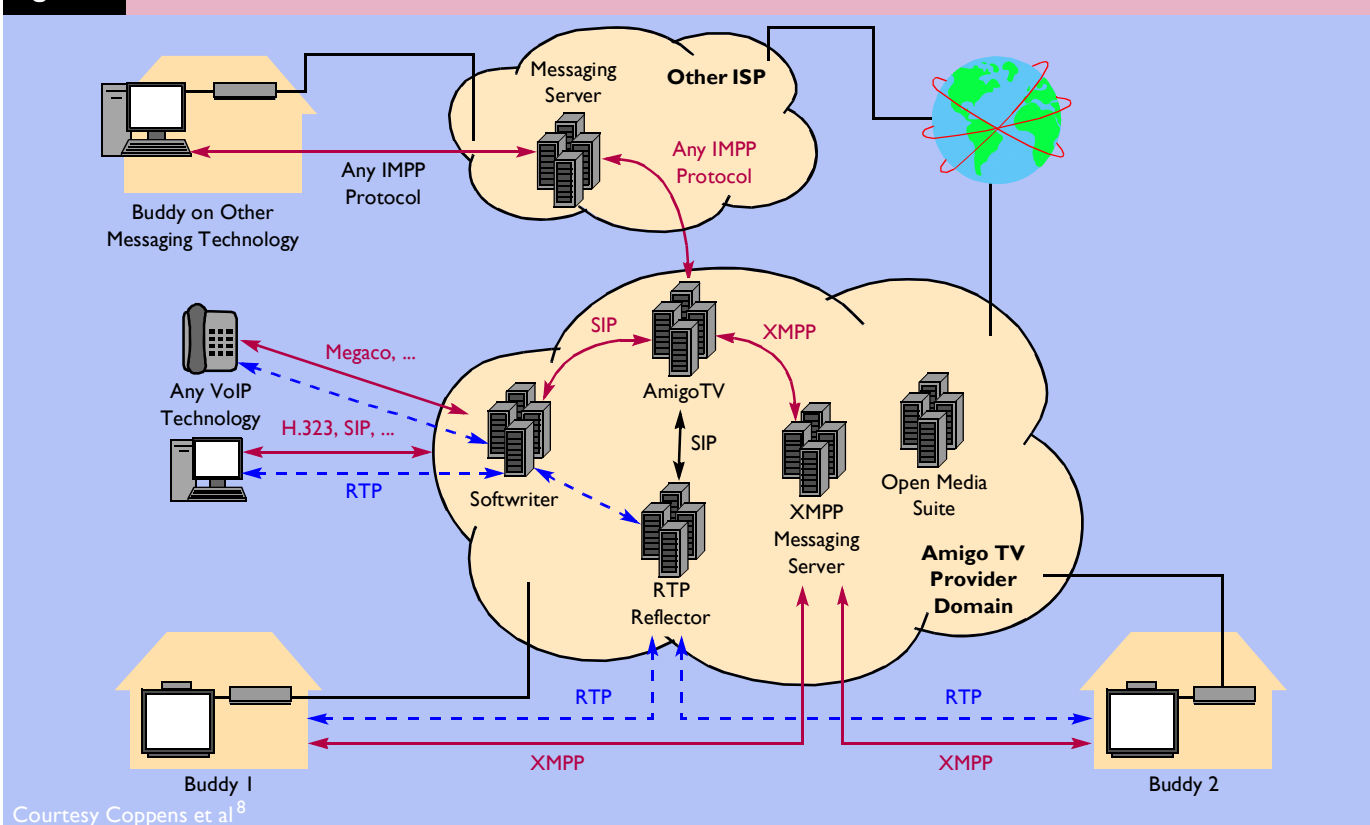 Messaging
Server
Other ISP
Any IMPP
Protocol
Any IMPP
Protocol
Buddy on Other
Messaging Technology
SIP
XMPP
Megaco, ...
Any VoIP
Technology
AmigoTV
H.323, SIP, ...
SIP
RTP
Softwriter
Open Media
Suite
XMPP
Messaging
Server
Amigo TV
Provider
Domain
RTP
Reflector
RTP
RTP
XMPP
XMPP
Buddy 1
Buddy 2
Courtesy Coppens et al 8